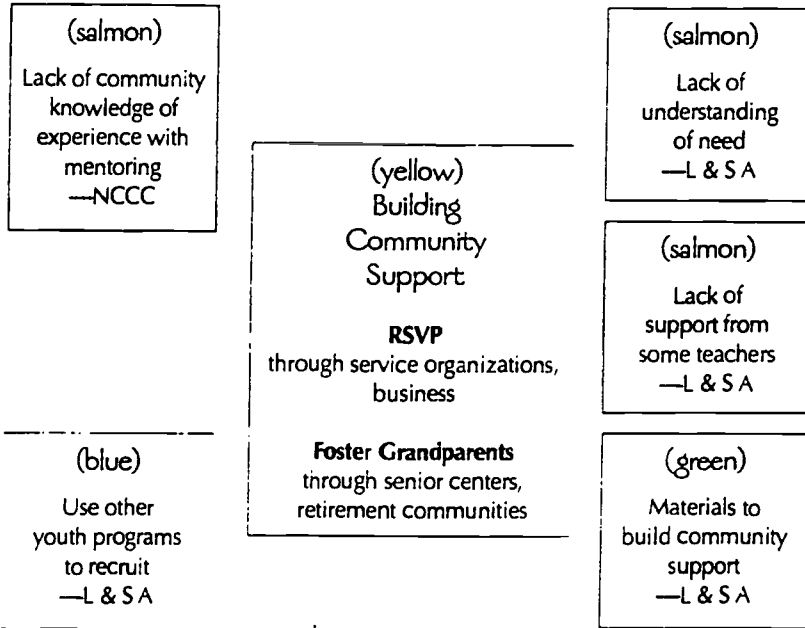 (salmon)
Lack of community
knowledge of
experience with
mentoring
—NCCC
(blue)
Use other
youth programs
to recruit
—L & S A
(yellow)
Building
Community
Support
RSVP
through service organizations,
business
Foster Grandparents
through senior centers,
retirement communities
(salmon)
Lack of
understanding
of need
—L & S A
(salmon)
Lack of
support from
some teachers
—L & S A
(green)
Materials to
build community
support
—L & S A